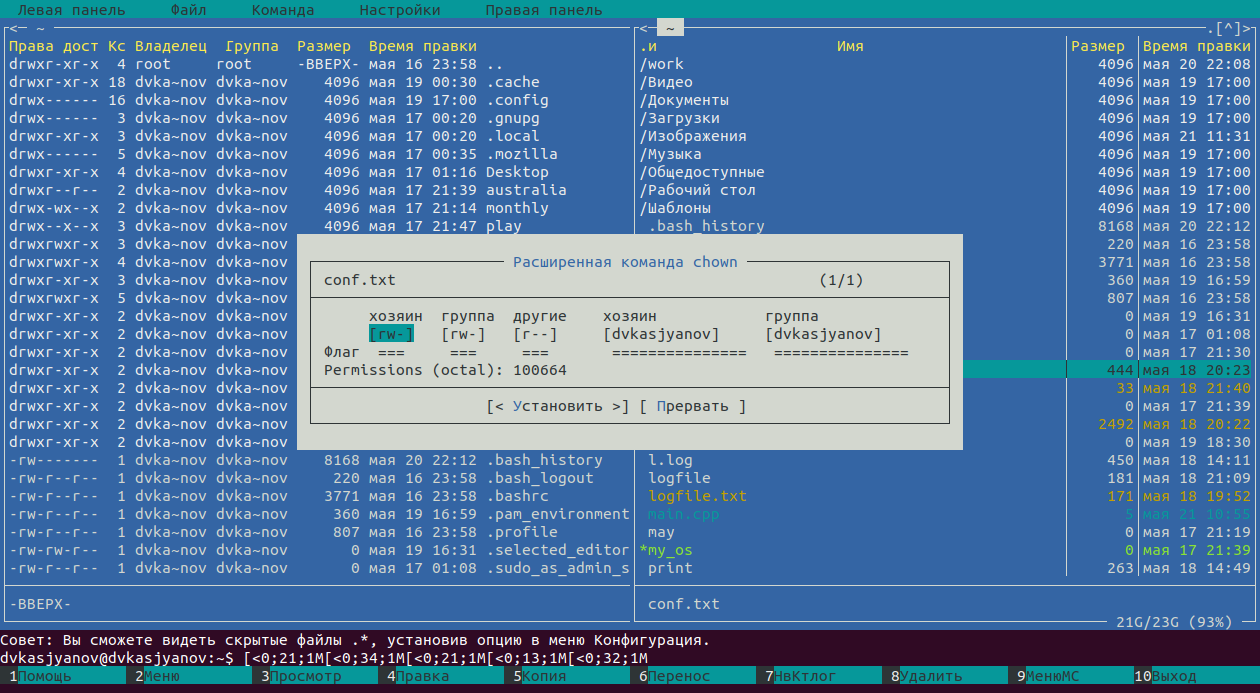 Левая панель Файл Команда Настройки Правая панель
<─ ~
Права дост Кс Владелец Группа Размер Время правки
drwxr-xr-x 4 root root -ВВЕРХ- мая 16 23:58 ..
drwxr-xr-x 18 dvka~nov dvka~nov 4096 мая 19 00:30 .cache
drwx------ 16 dvka~nov dvka~nov 4096 мая 19 17:00 .config
drwx------ 3 dvka~nov dvka~nov 4096 мая 17 00:20 .gnupg
drwxr-xr-x 3 dvka~nov dvka~nov 4096 мая 17 00:20 .local
drwx------ 5 dvka~nov dvka~nov 4096 мая 17 00:35 .mozilla
drwxr-xr-x 4 dvka~nov dvka~nov 4096 мая 17 01:16 Desktop
drwxr--r-- 2 dvka~nov dvka~nov 4096 мая 17 21:39 australia
drwx-wx--x 2 dvka~nov dvka~nov 4096 мая 17 21:14 monthly
drwx--x--x 3 dvka~nov dvka~nov 4096 мая 17 21:47 play
drwxrwxr-x 3 dvka~nov dvka~nov
drwxrwxr-x 4 dvka~nov dvka~nov
drwxr-xr-x 3 dvka~nov dvka~nov
drwxrwxr-x 5 dvka~nov dvka~nov
drwxr-xr-x 2 dvka~nov dvka~nov
drwxr-xr-x 2 dvka~nov dvka~nov
drwxr-xr-x 2 dvka~nov dvka~nov
drwxr-xr-x 2 dvka~nov dvka~nov
drwxr-xr-x 2 dvka~nov dvka~nov
drwxr-xr-x 2 dvka~nov dvka~nov
drwxr-xr-x 2 dvka~nov dvka~nov
drwxr-xr-x 2 dvka~nov dvka~nov
-rw------- 1 dvka~nov dvka~nov 8168 мая 20 22:12 .bash_history
-rw-r--r-- 1 dvka~nov dvka~nov 220 мая 16 23:58 .bash_logout
-rw-r--r-- 1 dvka~nov dvka~nov 3771 мая 16 23:58 .bashrc
-rw-r--r-- 1 dvka~nov dvka~nov 360 мая 19 16:59 .pam_environment
-rw-r--r-- 1 dvka~nov dvka~nov 807 мая 16 23:58 .profile
-rw-rw-r-- 1 dvka~nov dvka~nov 0 мая 19 16:31 .selected_editor
-rw-r--r-- 1 dvka~nov dvka~nov 0 мая 17 01:08 .sudo_as_admin_s
-ВВЕРХ-
<─ ~ .[^]>
.и Имя Размер Время правки
/work 4096 мая 20 22:08
/Видео 4096 мая 19 17:00
/Документы 4096 мая 19 17:00
/Загрузки 4096 мая 19 17:00
/Изображения 4096 мая 21 11:31
/Музыка 4096 мая 19 17:00
/Общедоступные 4096 мая 19 17:00
/Рабочий стол 4096 мая 19 17:00
/Шаблоны 4096 мая 19 17:00
.bash_history 8168 мая 20 22:12
220 мая 16 23:58
3771 мая 16 23:58
360 мая 19 16:59
807 мая 16 23:58
0 мая 19 16:31
0 мая 17 01:08
0 мая 17 21:30
444 мая 18 20:23
33 мая 18 21:40
0 мая 17 21:39
2492 мая 18 20:22
0 мая 19 18:30
l.log 450 мая 18 14:11
logfile 181 мая 18 21:09
logfile.txt 171 мая 18 19:52
main.cpp 5 мая 21 10:55
may 0 мая 17 21:19
*my_os 0 мая 17 21:39
print 263 мая 18 14:49
conf.txt
21G/23G (93%)
Расширенная команда chown
conf.txt (1/1)
хозяин группа другие хозяин группа
[rw-] [rw-] [r--] [dvkasjyanov] [dvkasjyanov]
Флаг === === === =============== ===============
Permissions (octal): 100664
[< Установить >] [ Прервать ]
Совет: Вы сможете видеть скрытые файлы .*, установив опцию в меню Конфигурация.
dvkasjyanov@dvkasjyanov:~$ [<0;21;1M[<0;34;1M[<0;21;1M[<0;13;1M[<0;32;1M
1Помощь 2Меню 3Просмотр 4Правка 5Копия 6Перенос 7НвКтлог 8Удалить 9МенюМС 10Выход